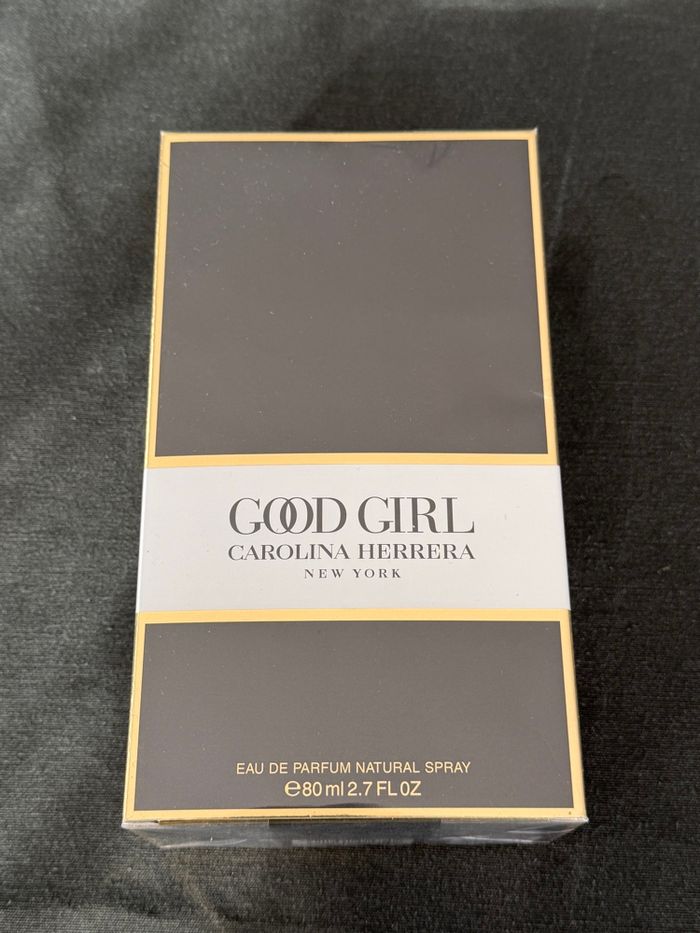 GOOD GIRL
CAROLINA HERRERA
NEW YORK
EAU DE PARFUM NATURAL SPRAY
℮80 ml 2.7 FL OZ